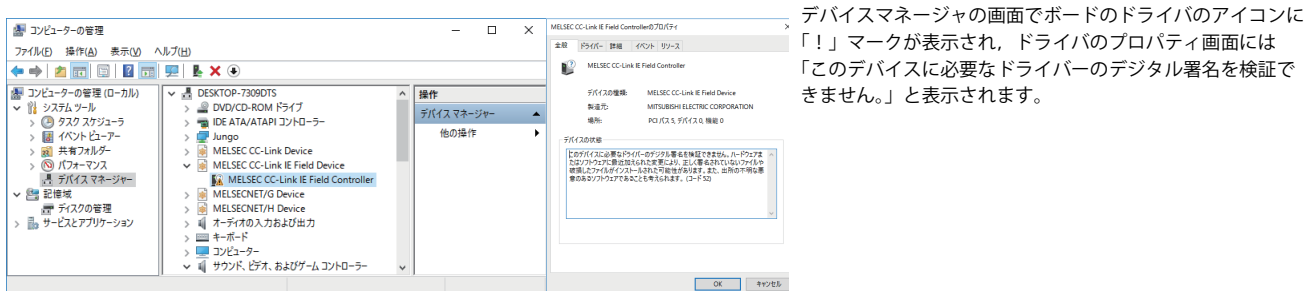 コンピューターの管理
ファイル(F) 操作(A) 表示(V) ヘルプ(H)
コンピューターの管理 (ローカル)
システム ツール
タスク スケジューラ
イベント ビューアー
共有フォルダー
パフォーマンス
デバイス マネージャー
記憶域
ディスクの管理
サービスとアプリケーション
DESKTOP-7309DTS
DVD/CD-ROM ドライブ
IDE ATA/ATAPI コントローラー
Jungo
MELSEC CC-Link Device
MELSEC CC-Link IE Field Device
MELSEC CC-Link IE Field Controller
MELSECNET/G Device
MELSECNET/H Device
オーディオの入力および出力
キーボード
コンピューター
サウンド、ビデオ、およびゲーム コントローラー
操作
デバイス マネージャー
他の操作
MELSEC CC-Link IE Field Controllerのプロパティ
全般 ドライバー 詳細 イベント リソース
MELSEC CC-Link IE Field Controller
デバイスの種類: MELSEC CC-Link IE Field Device
製造元: MITSUBISHI ELECTRIC CORPORATION
場所: PCI バス 5, デバイス 0, 機能 0
デバイスの状態
このデバイスに必要なドライバーのデジタル署名を検証できません。ハードウェアま
たはソフトウェアに最近加えられた変更により、正しく署名されていないファイルや
破損したファイルがインストールされた可能性があります。また、出所の不明な悪
意のあるソフトウェアであることも考えられます。 (コード 52)
OK キャンセル
デバイスマネージャの画面でボードのドライバのアイコンに
「！」マークが表示され，ドライバのプロパティ画面には
「このデバイスに必要なドライバーのデジタル署名を検証で
きません。」と表示されます。